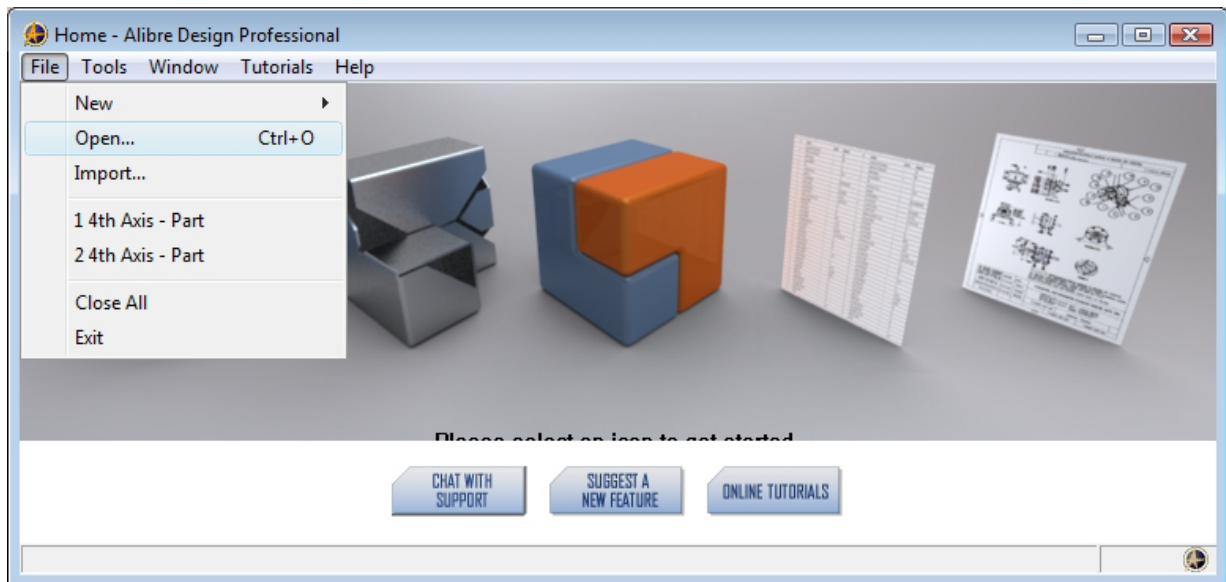 Home - Alibre Design Professional
File Tools Window Tutorials Help
New
Open... Ctrl+O
Import...
1 4th Axis - Part
2 4th Axis - Part
Close All
Exit
Please select an icon to get started
CHAT WITH
SUPPORT
SUGGEST A
NEW FEATURE
ONLINE TUTORIALS